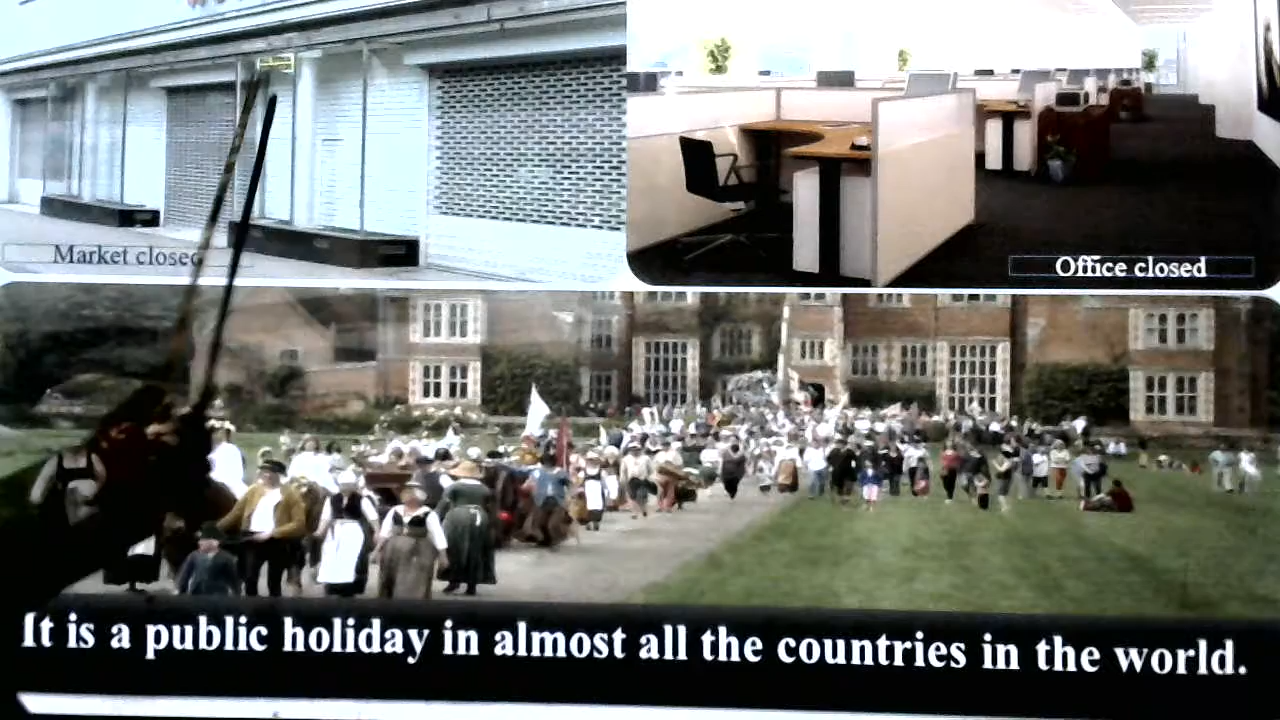 Market closed
Office closed
It is a public holiday in almost all the countries in the world.